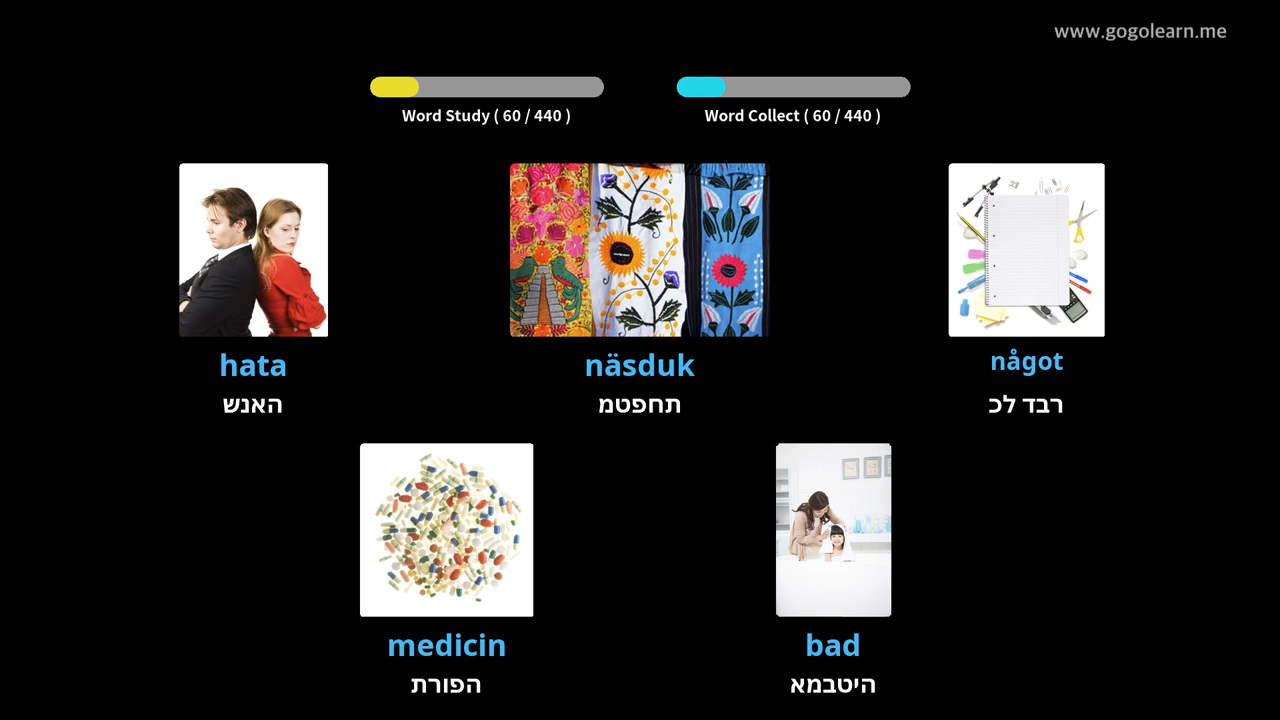 www.gogolearn.me
Word Study ( 60 / 440 )
Word Collect ( 60 / 440 )
hata
האנש
näsduk
תחפטמ
något
רבד לכ
medicin
הפורת
bad
היטבמא